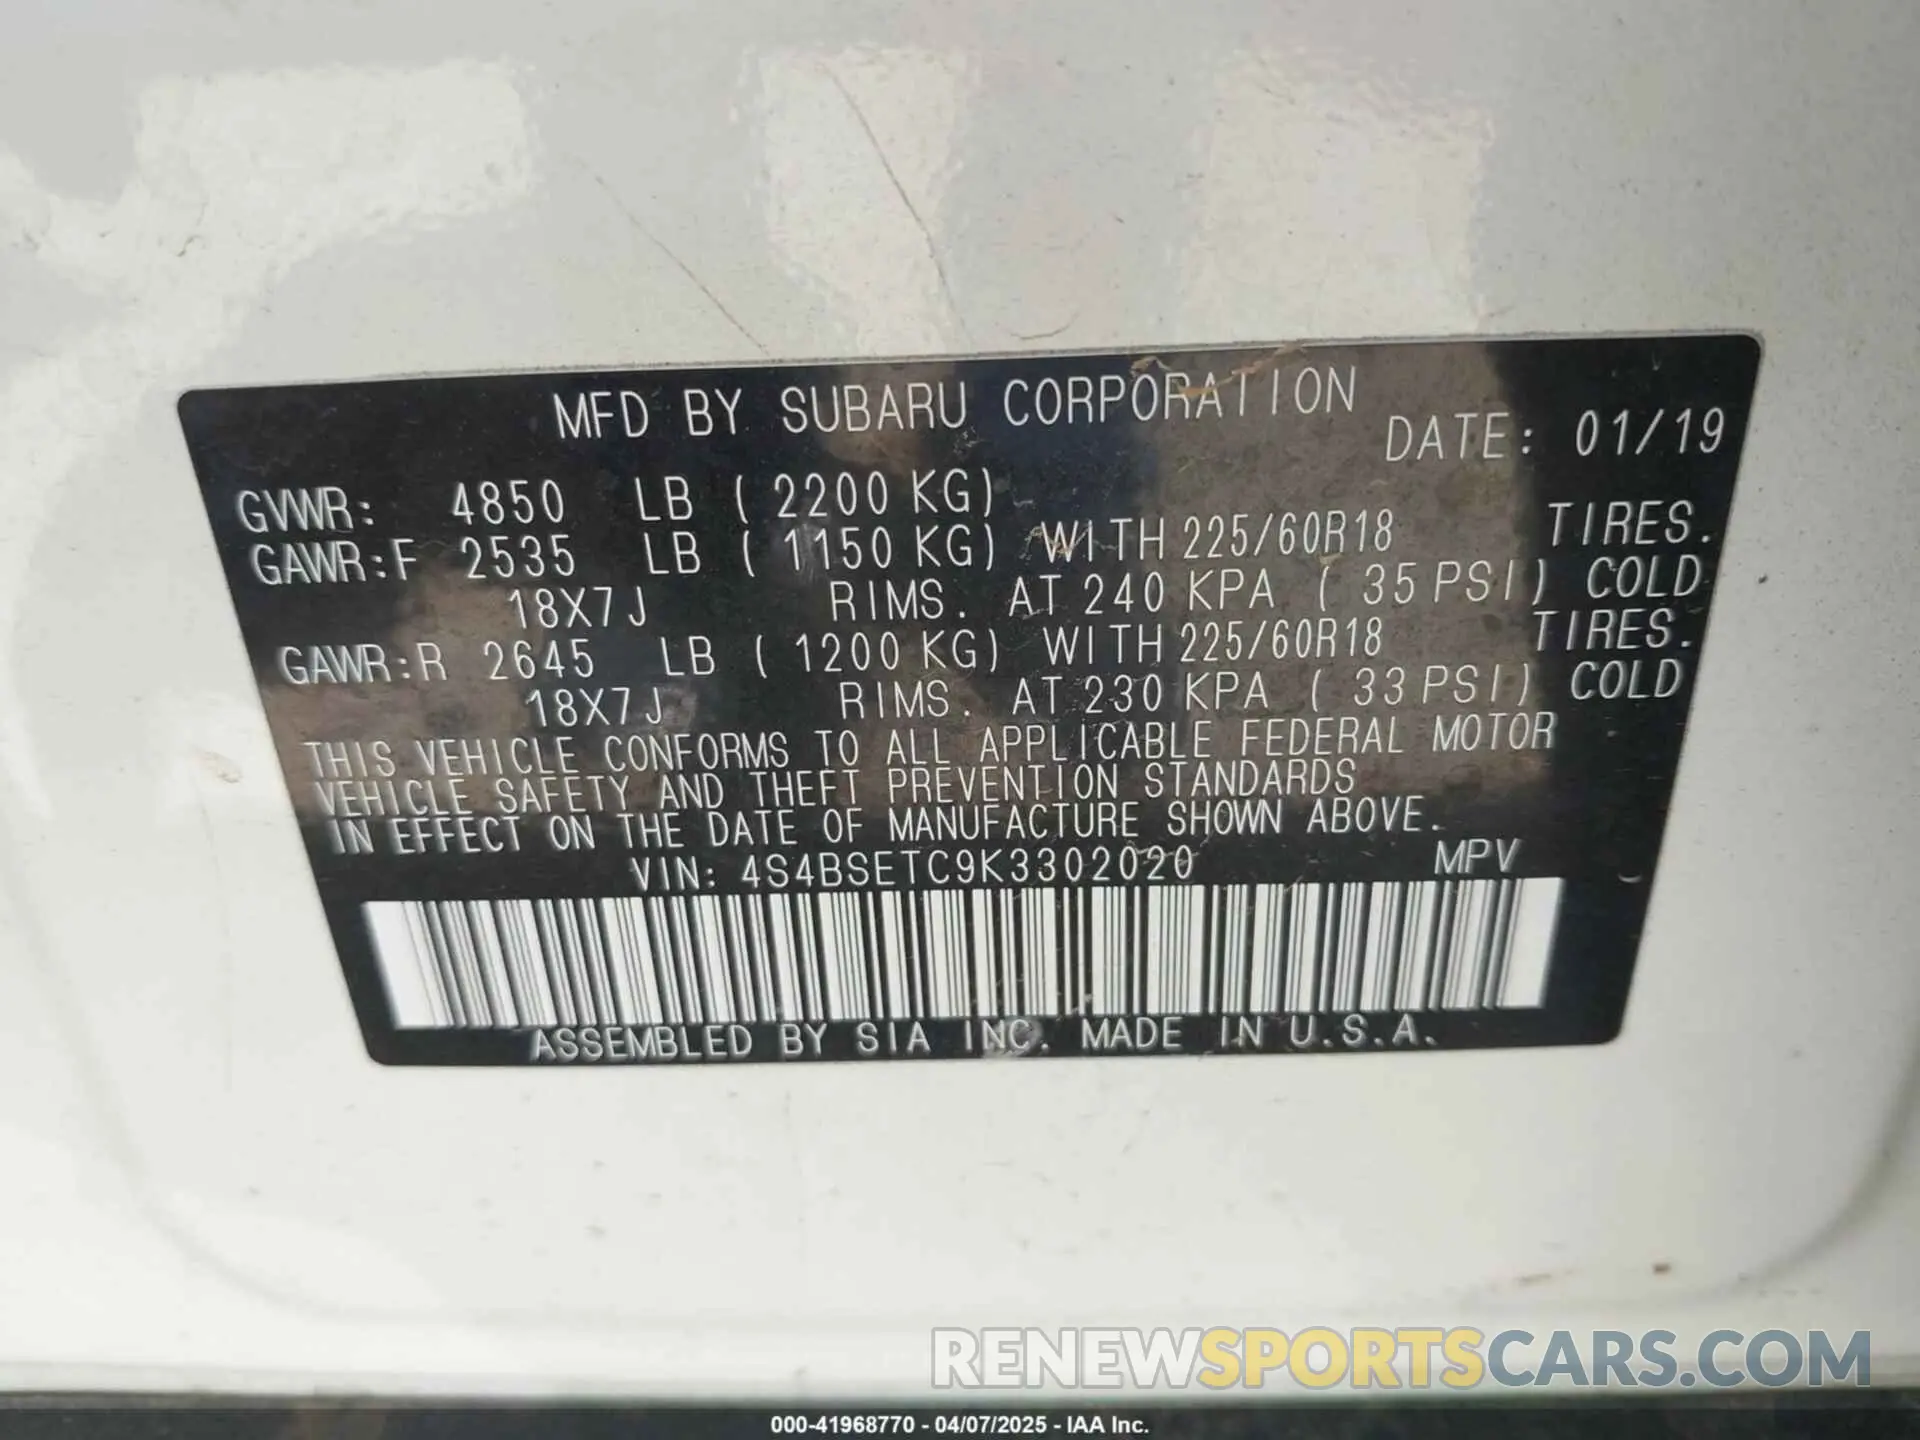 MFD BY SUBARU CORPORATION
DATE: 01/19
GVWR: 4850 LB ( 2200 KG)
GAWR:F 2535 LB ( 1150 KG) WITH 225/60R18 TIRES.
18X7J RIMS. AT 240 KPA ( 35 PSI) COLD
GAWR:R 2645 LB ( 1200 KG) WITH 225/60R18 TIRES.
18X7J RIMS. AT 230 KPA ( 33 PSI) COLD
THIS VEHICLE CONFORMS TO ALL APPLICABLE FEDERAL MOTOR
VEHICLE SAFETY AND THEFT PREVENTION STANDARDS
IN EFFECT ON THE DATE OF MANUFACTURE SHOWN ABOVE.
VIN: 4S4BSETC9K3302020 MPV
ASSEMBLED BY SIA INC. MADE IN U.S.A.
RENEWSPORTSCARS.COM
000-41968770 - 04/07/2025 - IAA Inc.